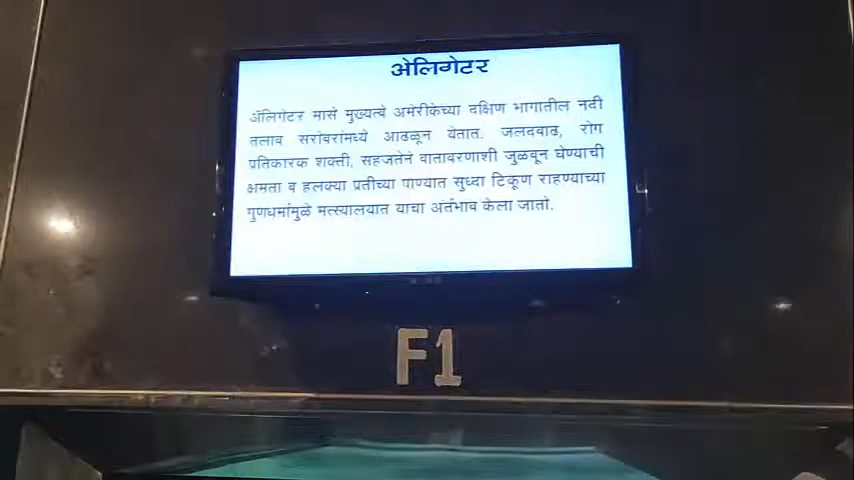 ॲलिगेटर
ॲलिगेटर मासे मुख्यत्वे अमेरीकेच्या दक्षिण भागातील नदी
तलाव सरोवरांमध्ये आढळून येतात. जलदवाढ, रोग
प्रतिकारक शक्ती, सहजतेने वातावरणाशी जुळवून घेण्याची
क्षमता व हलक्या प्रतीच्या पाण्यात सुध्दा टिकूण राहण्याच्या
गुणधर्मामुळे मत्स्यालयात याचा अंर्तभाव केला जातो.
F1